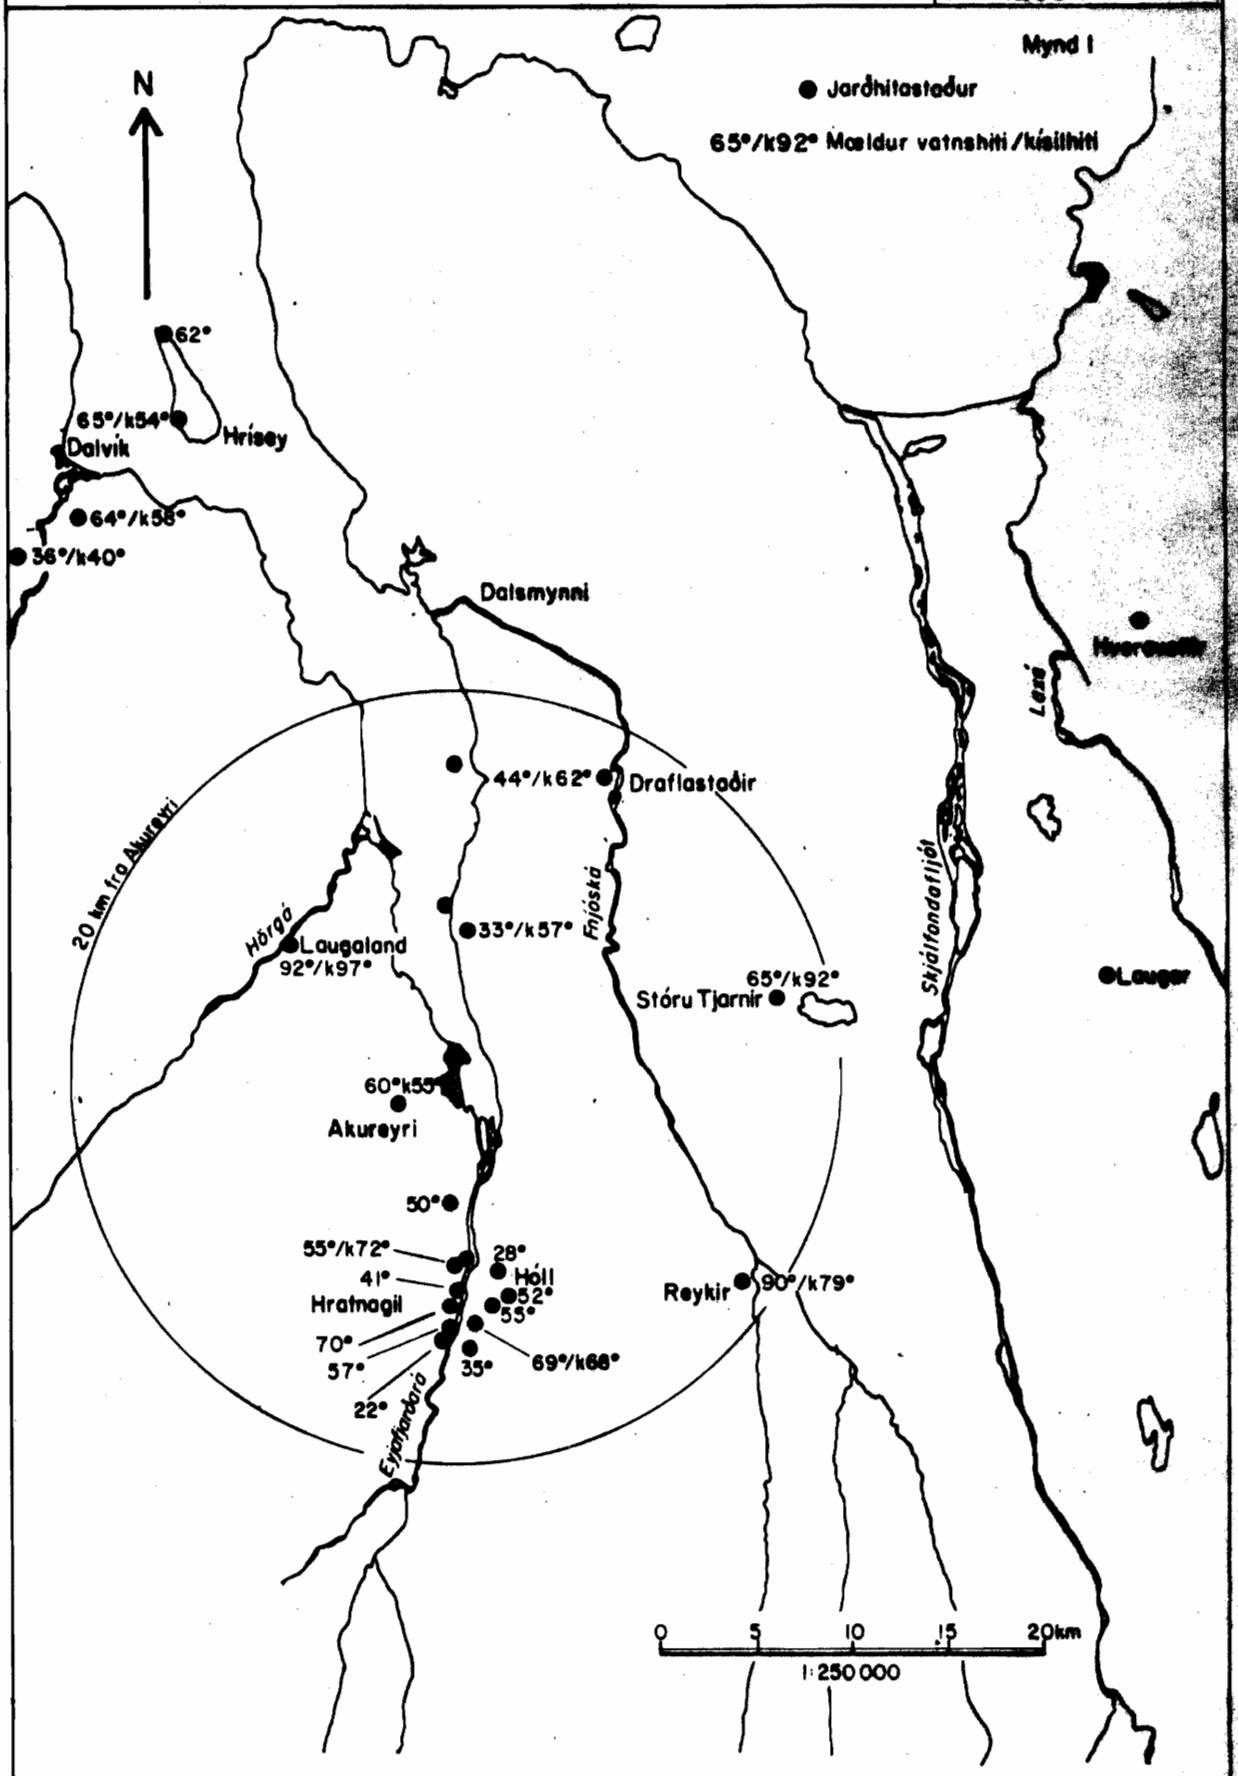 Mynd 1
N
Jarðhitastaður
65°/k92° Mældur vatnshiti/kísilhiti
62°
65°/k54°
Hrísey
Dalvík
64°/k58°
36°/k40°
Dalsmynni
Laxá
44°/k62°
Draflastaðir
20 km fra Akureyri
Fnjóská
Skjálfandafljót
Hörgá
33°/k57°
Laugaland
92°/k97°
65°/k92°
Stóru Tjarnir
Laugar
60°k55°
Akureyri
50°
55°/k72°
28°
Hóll
41°
52°
Hratnagil
55°
Reykir
90°/k79°
70°
57°
69°/k68°
35°
22°
Eyjafjarðará
0 5 10 15 20km
1:250 000